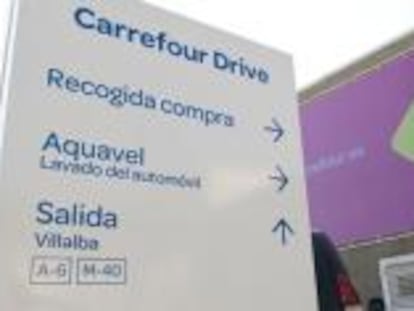 Carrefour Drive
Recogida compra
Aquavel
Lavado del automóvil
Salida
Villalba
A-6 M-40